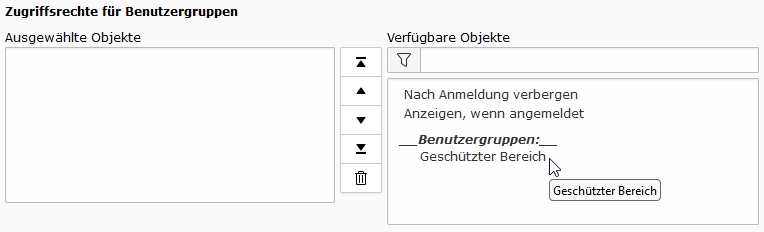 Zugriffsrechte für Benutzergruppen
Ausgewählte Objekte
Verfügbare Objekte
Nach Anmeldung verbergen
Anzeigen, wenn angemeldet
__Benutzergruppen:__
Geschützter Bereich
Geschützter Bereich